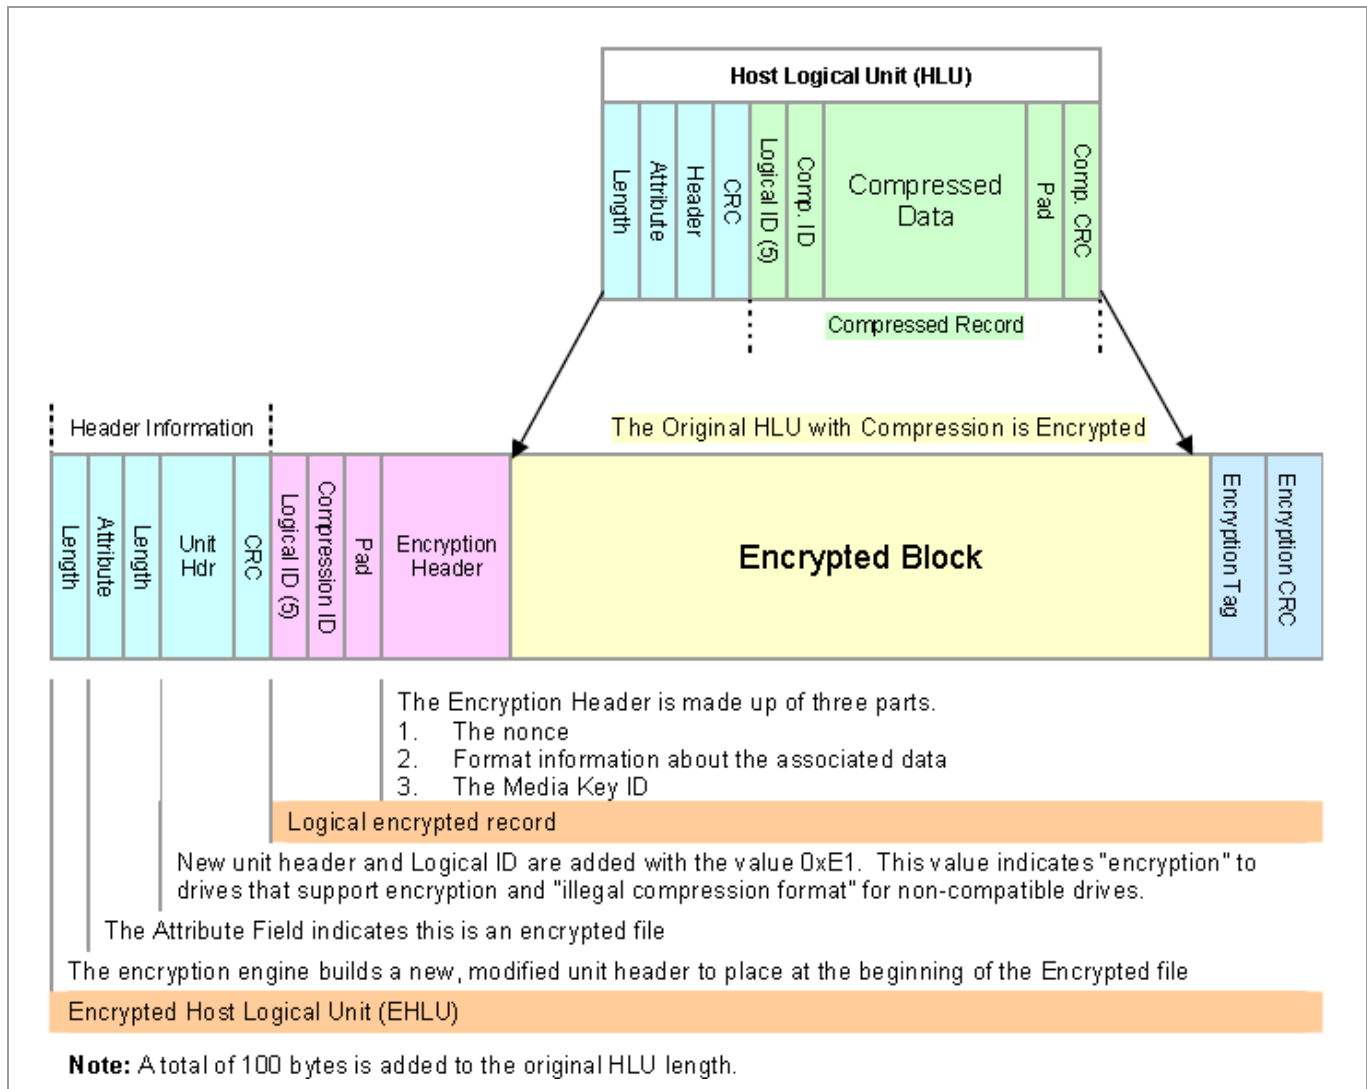 Host Logical Unit (HLU)
Length
Attribute
Header
CRC
Logical ID (5)
Comp. ID
Compressed
Data
Pad
Comp. CRC
Compressed Record
Header Information
The Original HLU with Compression is Encrypted
Length
Attribute
Length
Unit
Hdr
CRC
Logical ID (5)
Compression ID
Pad
Encryption
Header
Encrypted Block
Encryption Tag
Encryption CRC
The Encryption Header is made up of three parts.
1. The nonce
2. Format information about the associated data
3. The Media Key ID
Logical encrypted record
New unit header and Logical ID are added with the value 0xE1. This value indicates "encryption" to
drives that support encryption and "illegal compression format" for non-compatible drives.
The Attribute Field indicates this is an encrypted file
The encryption engine builds a new, modified unit header to place at the beginning of the Encrypted file
Encrypted Host Logical Unit (EHLU)
Note: A total of 100 bytes is added to the original HLU length.